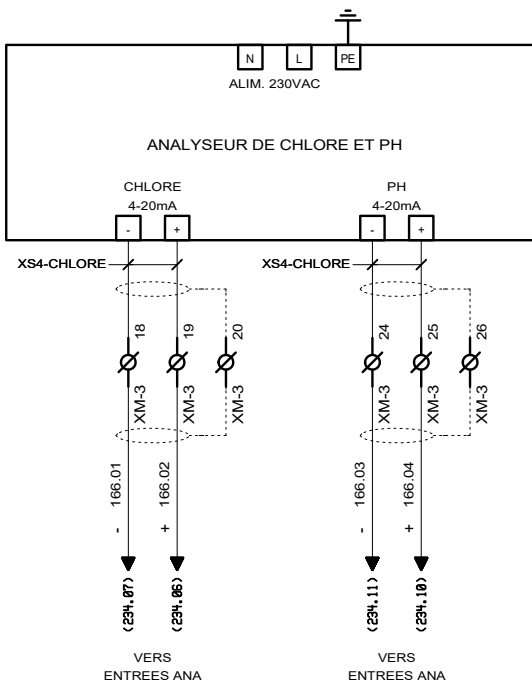 N L PE
ALIM. 230VAC
ANALYSEUR DE CHLORE ET PH
CHLORE
4-20mA
PH
4-20mA
- +
- +
XS4-CHLORE
XS4-CHLORE
18 19 20
24 25 26
XM-3 XM-3 XM-3
XM-3 XM-3 XM-3
166.01 166.02
166.03 166.04
- +
- +
(234.07) (234.06)
(234.11) (234.10)
VERS
ENTREES ANA
VERS
ENTREES ANA